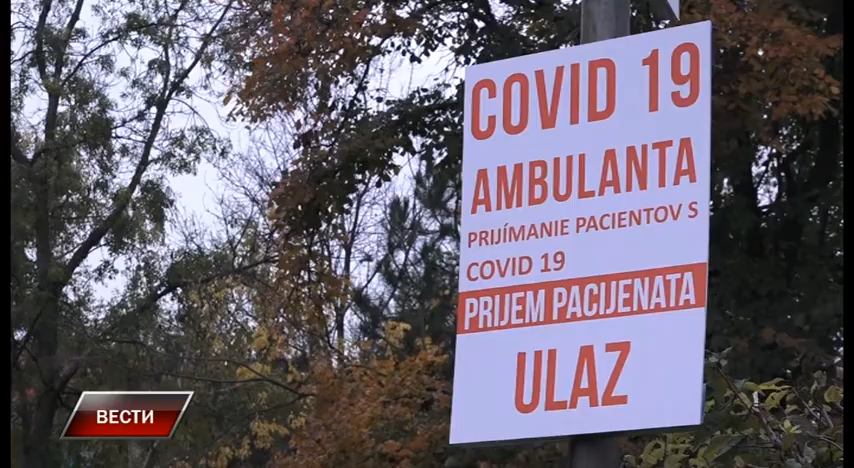 COVID 19
AMBULANTA
PRIJÍMANIE PACIENTOV S
COVID 19
PRIJEM PACIJENATA
ULAZ
ВЕСТИ